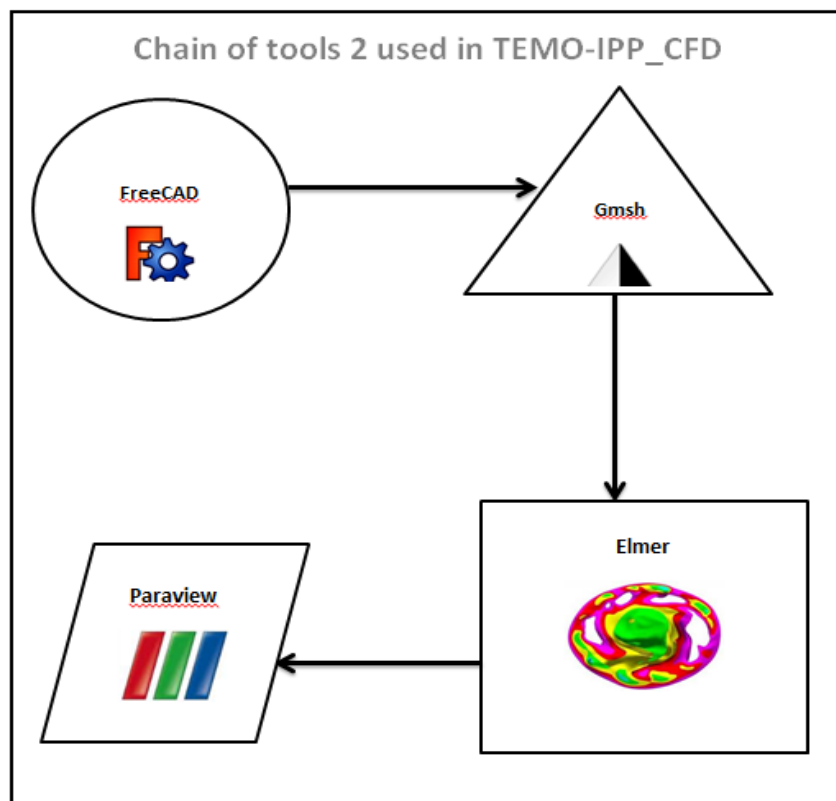 Chain of tools 2 used in TEMO-IPP_CFD
FreeCAD
Gmsh
Elmer
Paraview